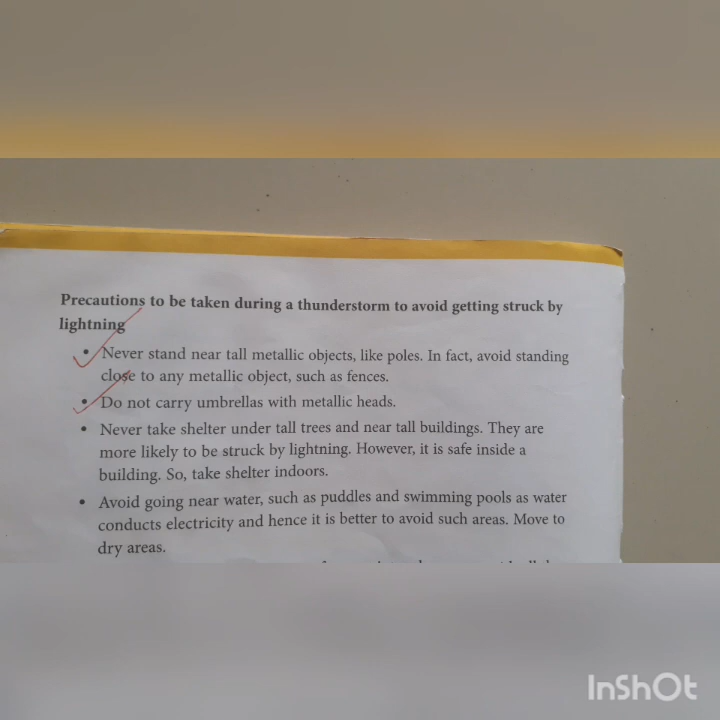 Precautions to be taken during a thunderstorm to avoid getting struck by
lightning
• Never stand near tall metallic objects, like poles. In fact, avoid standing
close to any metallic object, such as fences.
• Do not carry umbrellas with metallic heads.
• Never take shelter under tall trees and near tall buildings. They are
more likely to be struck by lightning. However, it is safe inside a
building. So, take shelter indoors.
• Avoid going near water, such as puddles and swimming pools as water
conducts electricity and hence it is better to avoid such areas. Move to
dry areas.
InShOt